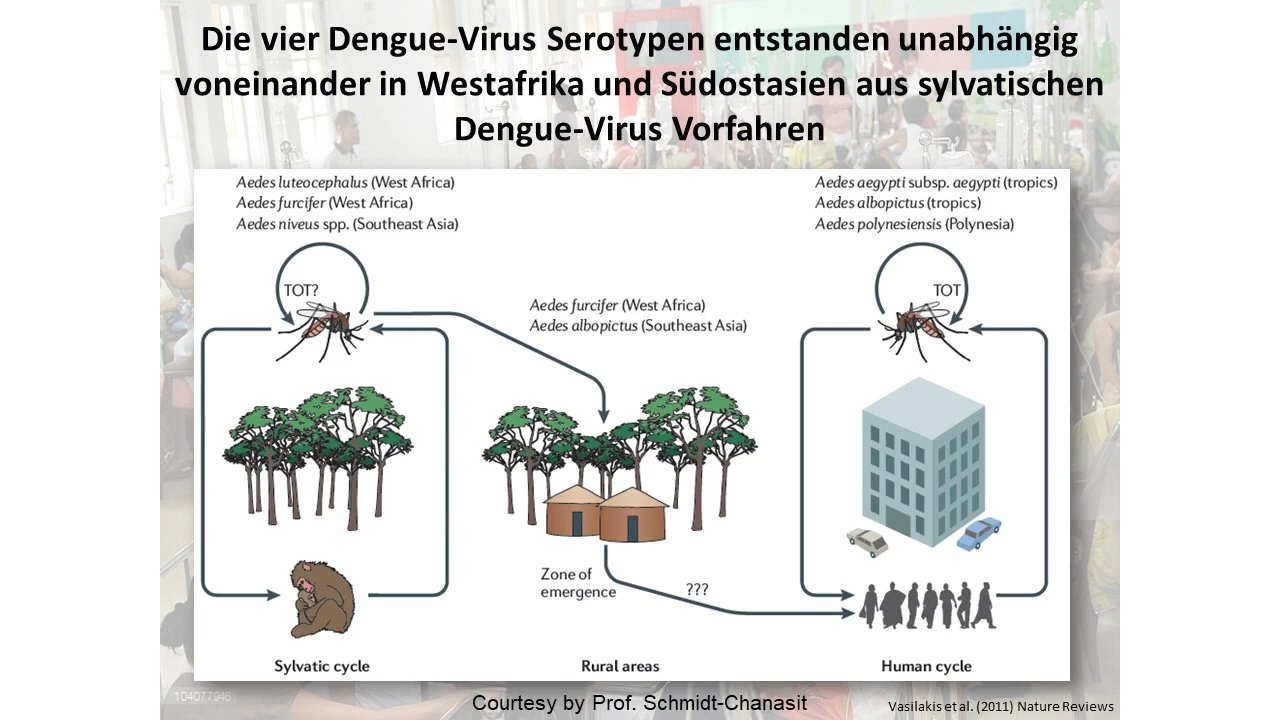 Die vier Dengue-Virus Serotypen entstanden unabhängig
voneinander in Westafrika und Südostasien aus sylvatischen
Dengue-Virus Vorfahren
Aedes luteocephalus (West Africa)
Aedes furcifer (West Africa)
Aedes niveus spp. (Southeast Asia)
Aedes aegypti subsp. aegypti (tropics)
Aedes albopictus (tropics)
Aedes polynesiensis (Polynesia)
TOT?
TOT
Aedes furcifer (West Africa)
Aedes albopictus (Southeast Asia)
Zone of
emergence
???
Sylvatic cycle
Rural areas
Human cycle
104077946
Courtesy by Prof. Schmidt-Chanasit
Vasilakis et al. (2011) Nature Reviews